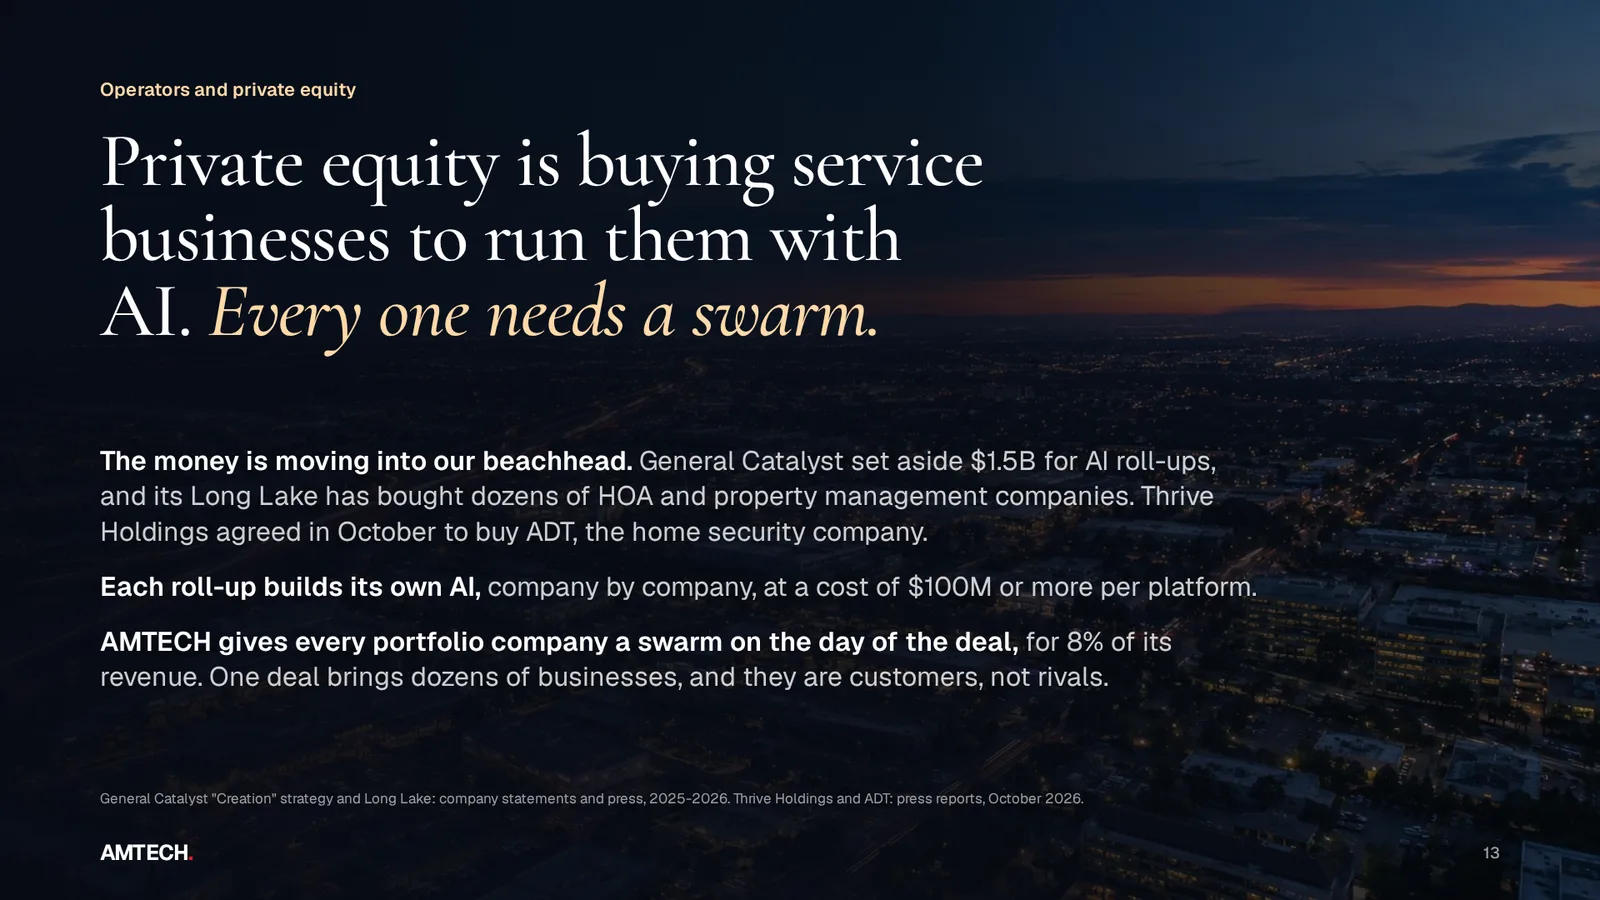 Operators and private equity
Private equity is buying service
businesses to run them with
AI. Every one needs a swarm.
The money is moving into our beachhead. General Catalyst set aside $1.5B for AI roll-ups,
and its Long Lake has bought dozens of HOA and property management companies. Thrive
Holdings agreed in October to buy ADT, the home security company.
Each roll-up builds its own AI, company by company, at a cost of $100M or more per platform.
AMTECH gives every portfolio company a swarm on the day of the deal, for 8% of its
revenue. One deal brings dozens of businesses, and they are customers, not rivals.
General Catalyst "Creation" strategy and Long Lake: company statements and press, 2025-2026. Thrive Holdings and ADT: press reports, October 2026.
AMTECH.
13